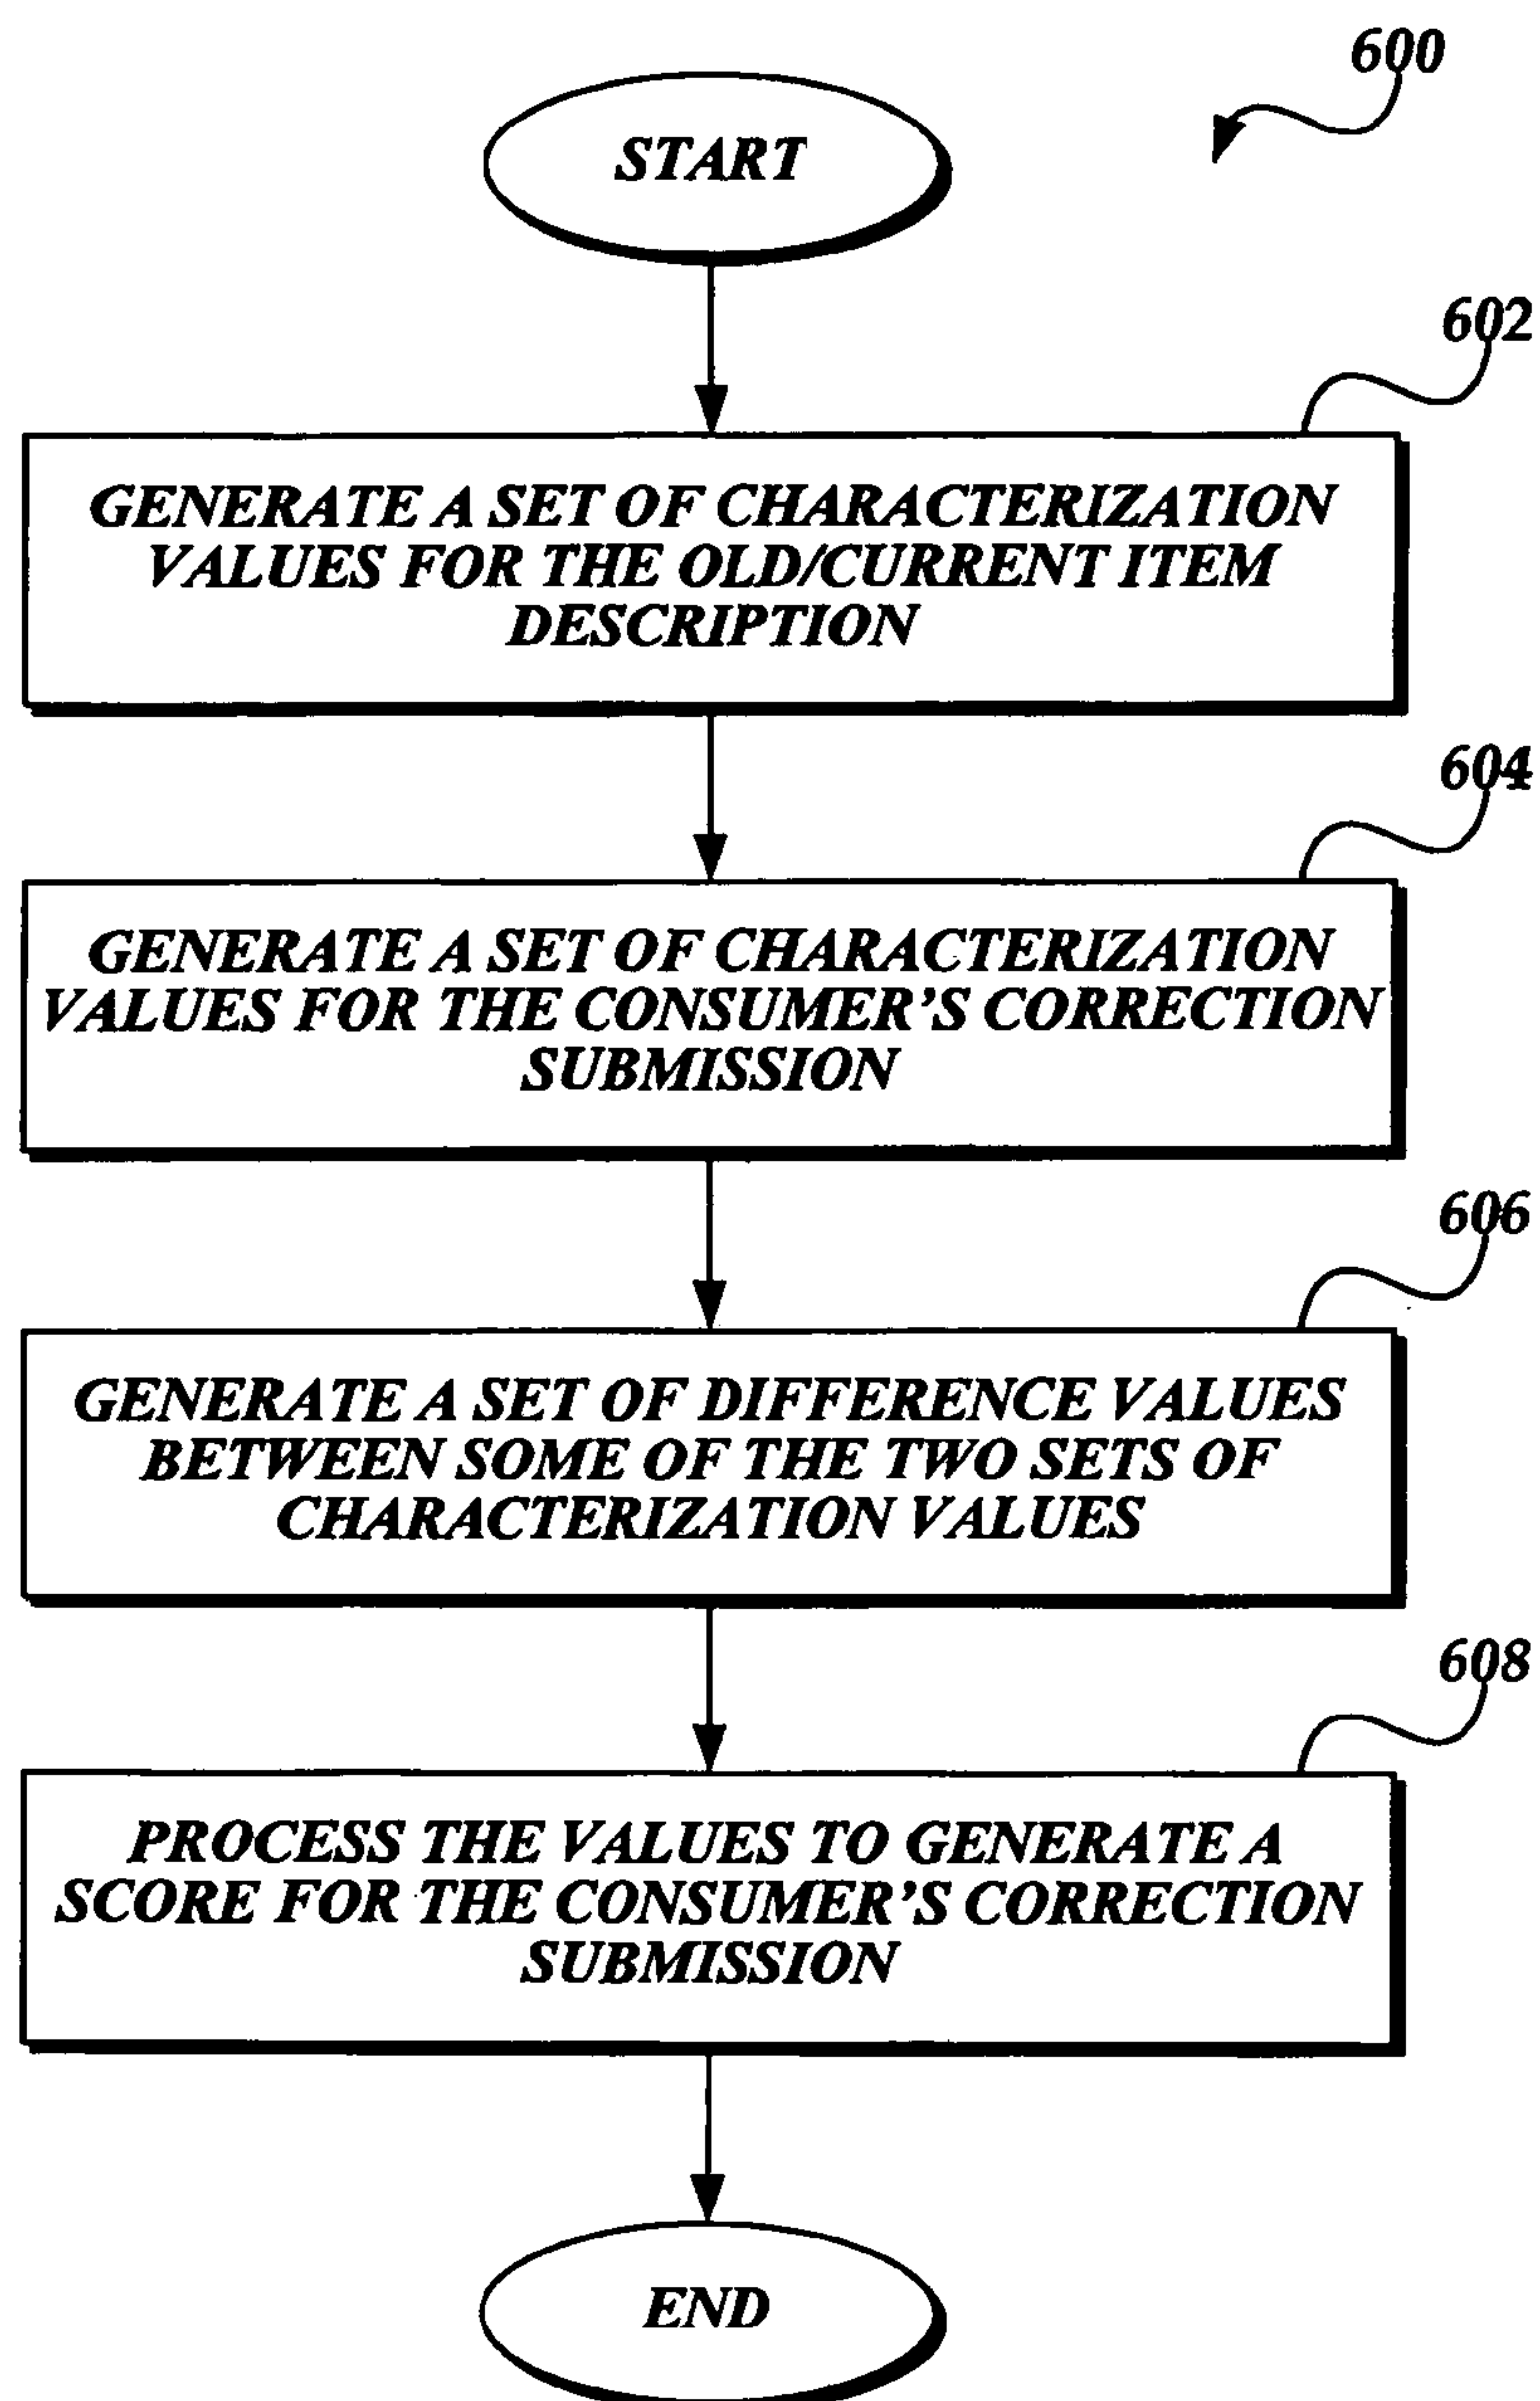 600
START
602
GENERATE A SET OF CHARACTERIZATION
VALUES FOR THE OLD/CURRENT ITEM
DESCRIPTION
604
GENERATE A SET OF CHARACTERIZATION
VALUES FOR THE CONSUMER'S CORRECTION
SUBMISSION
606
GENERATE A SET OF DIFFERENCE VALUES
BETWEEN SOME OF THE TWO SETS OF
CHARACTERIZATION VALUES
608
PROCESS THE VALUES TO GENERATE A
SCORE FOR THE CONSUMER'S CORRECTION
SUBMISSION
END